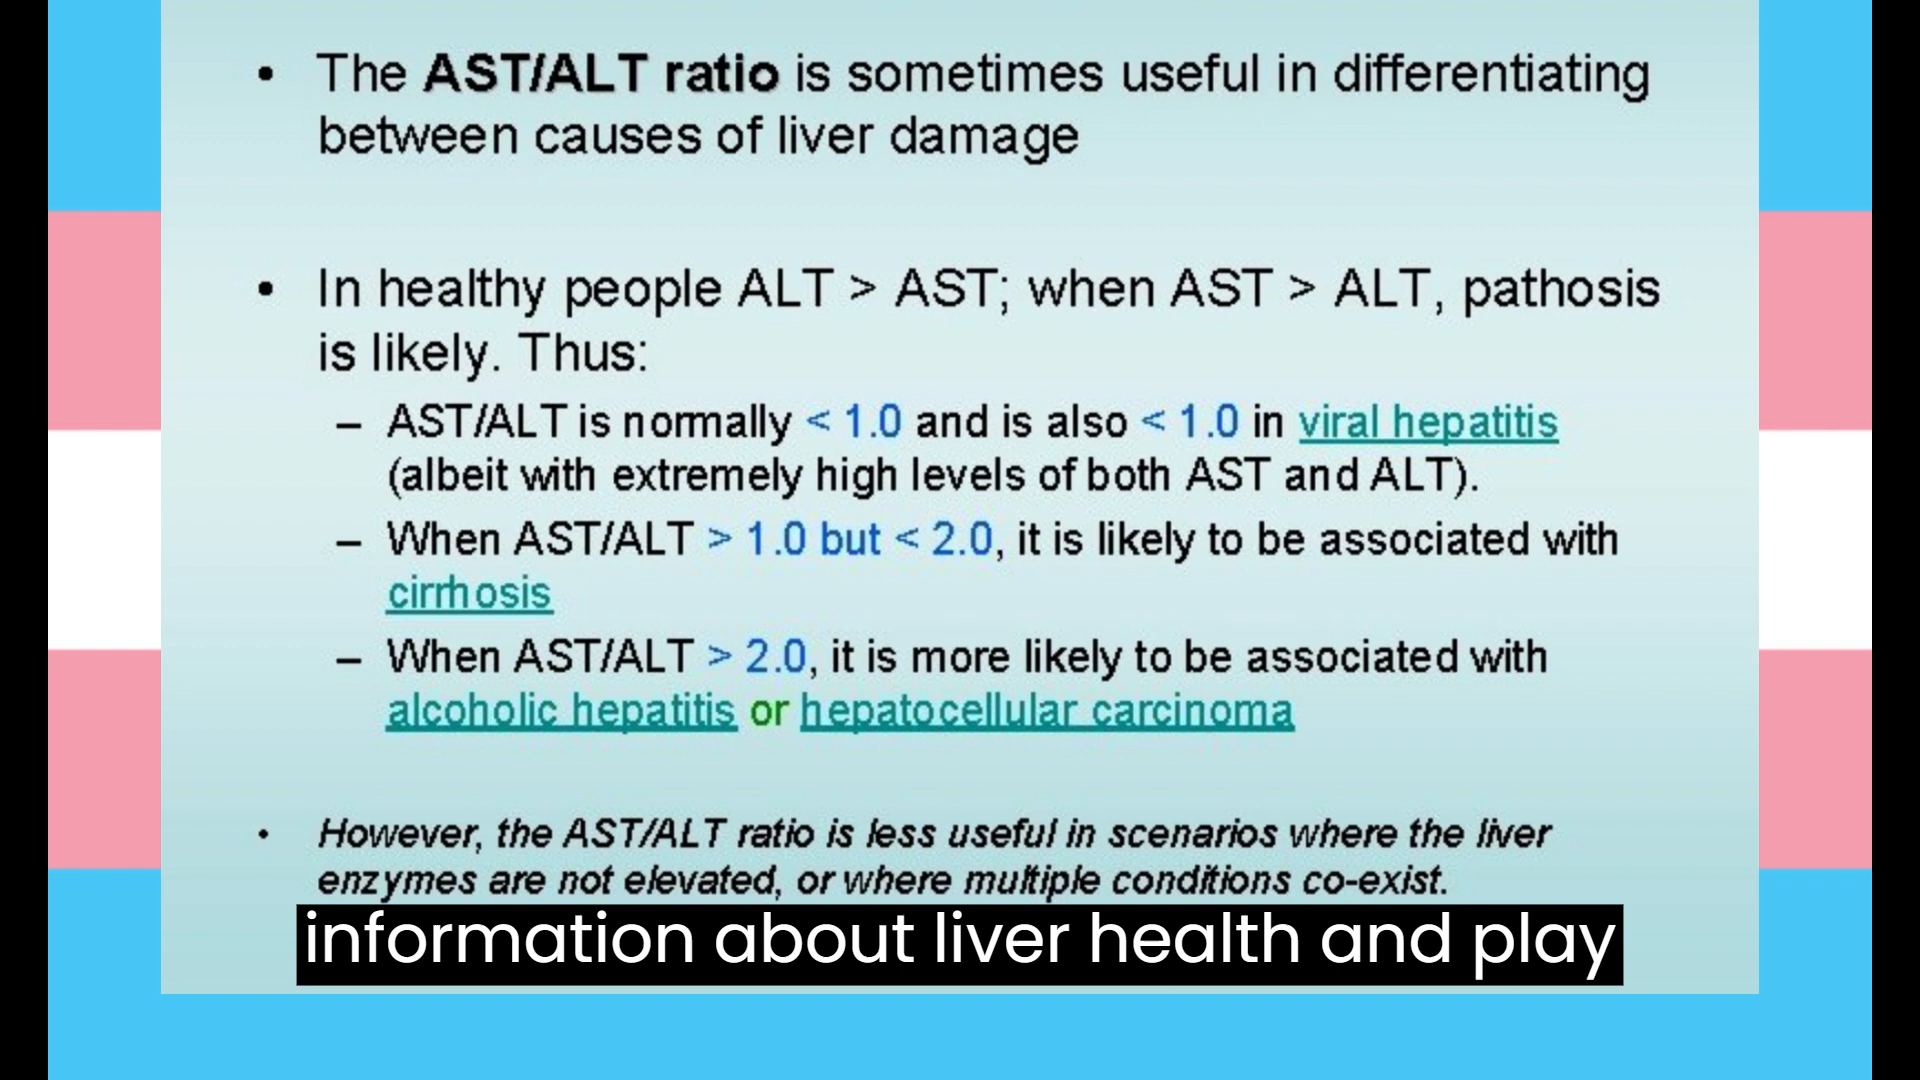 • The AST/ALT ratio is sometimes useful in differentiating
between causes of liver damage
• In healthy people ALT > AST; when AST > ALT, pathosis
is likely. Thus:
– AST/ALT is normally < 1.0 and is also < 1.0 in viral hepatitis
(albeit with extremely high levels of both AST and ALT).
– When AST/ALT > 1.0 but < 2.0, it is likely to be associated with
cirrhosis
– When AST/ALT > 2.0, it is more likely to be associated with
alcoholic hepatitis or hepatocellular carcinoma
• However, the AST/ALT ratio is less useful in scenarios where the liver
enzymes are not elevated, or where multiple conditions co-exist.
information about liver health and play